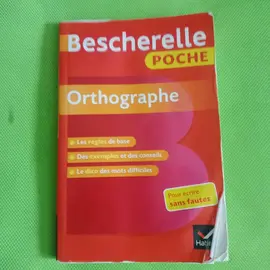 Bescherelle
POCHE
Orthographe
Les règles de base
Des exemples et des conseils
Le dico des mots difficiles
Pour écrire
sans fautes
Hatier